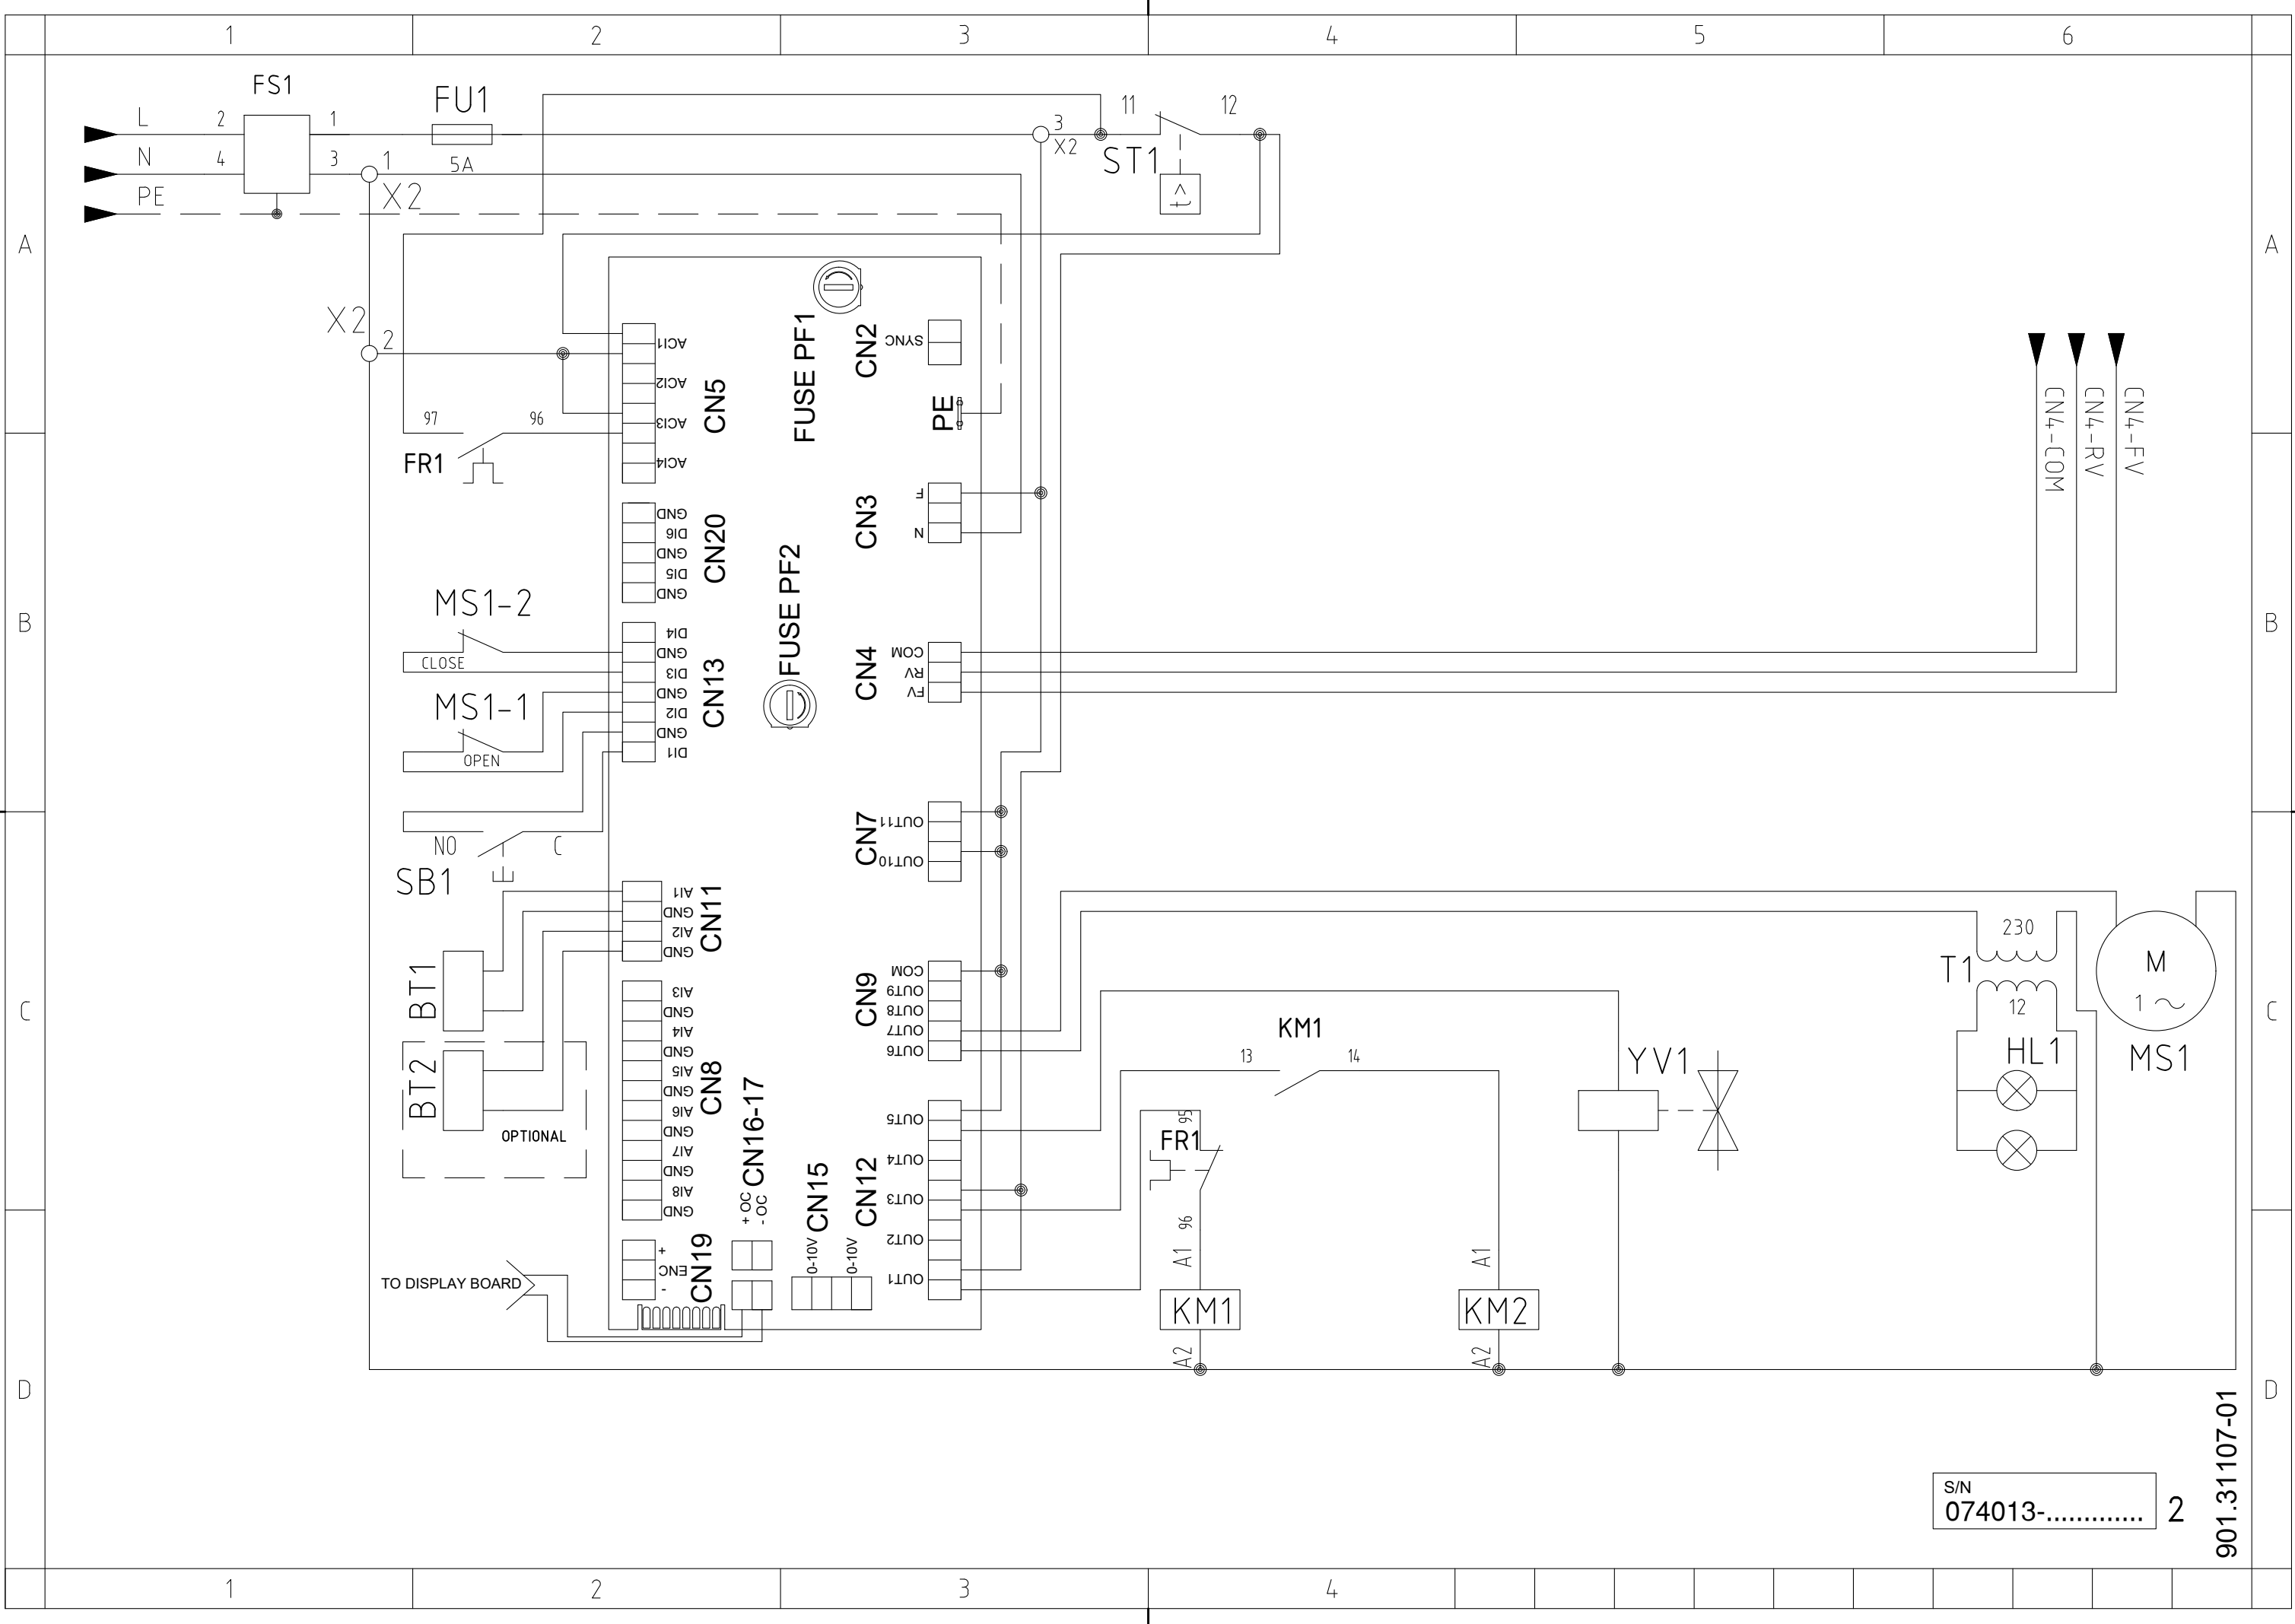 1 2 3 4 5 6
FS1
L 2 1 FU1 3 11 12
X2
N 4 3 1 5A ST1
PE X2
t>
A A
X2
2
ACI1
ACI2
ACI3
ACI4
CN5
FUSE PF1
CN2
SYNC
PE
97 96
FR1
CN4-COM
CN4-RV
CN4-FV
GND
DI6
GND
DI5
GND
CN20
F
N
CN3
FUSE PF2
B B
MS1-2
CLOSE
MS1-1
OPEN
DI4
GND
DI3
GND
DI2
GND
DI1
CN13
COM
RV
FV
CN4
NO C
SB1
CN7
OUT11
OUT10
AI1
GND
AI2
GND
CN11
BT1
BT2
OPTIONAL
AI3
GND
AI4
GND
AI5
GND
AI6
GND
AI7
GND
AI8
GND
CN8
COM
OUT9
OUT8
OUT7
OUT6
CN9
C C
230
T1
12
HL1
M
1~
MS1
KM1
13 14
YV1
CN16-17
+ OC
- OC
CN15
0-10V
0-10V
CN12
OUT5
OUT4
OUT3
OUT2
OUT1
95
FR1
96
A1
KM1
A2
A1
KM2
A2
+
ENC
-
CN19
TO DISPLAY BOARD
D D
S/N
074013-.............
2
901.31107-01
1 2 3 4